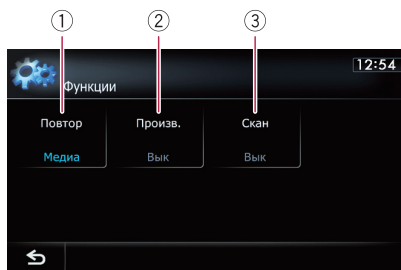 ① ② ③
12:54
Функции
Повтор Произв. Скан
Медиа Вык Вык